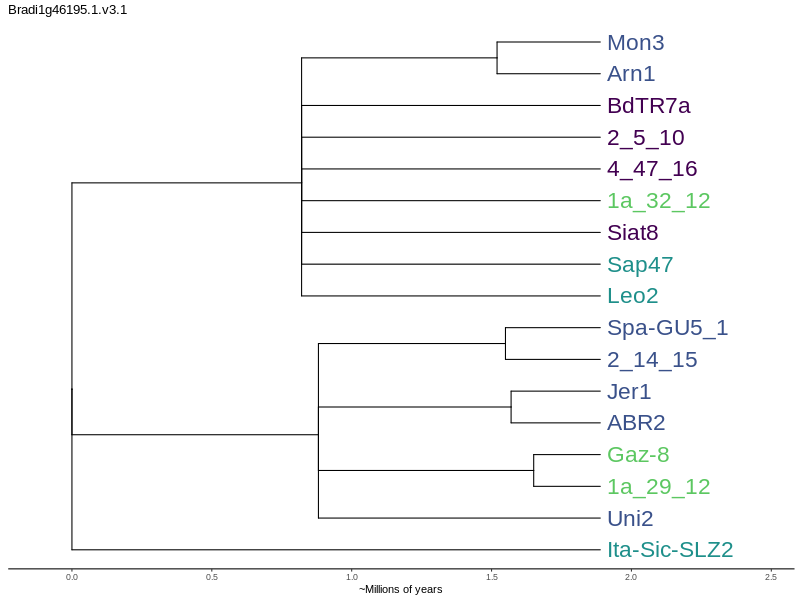 Bradi1g46195.1.v3.1
Mon3
Arn1
BdTR7a
2_5_10
4_47_16
1a_32_12
Siat8
Sap47
Leo2
Spa-GU5_1
2_14_15
Jer1
ABR2
Gaz-8
1a_29_12
Uni2
Ita-Sic-SLZ2
0.0 0.5 1.0 1.5 2.0 2.5
~Millions of years